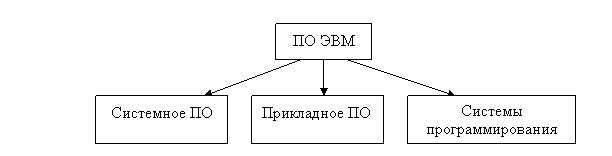 ПО ЭВМ
Системное ПО
Прикладное ПО
Системы
программирования